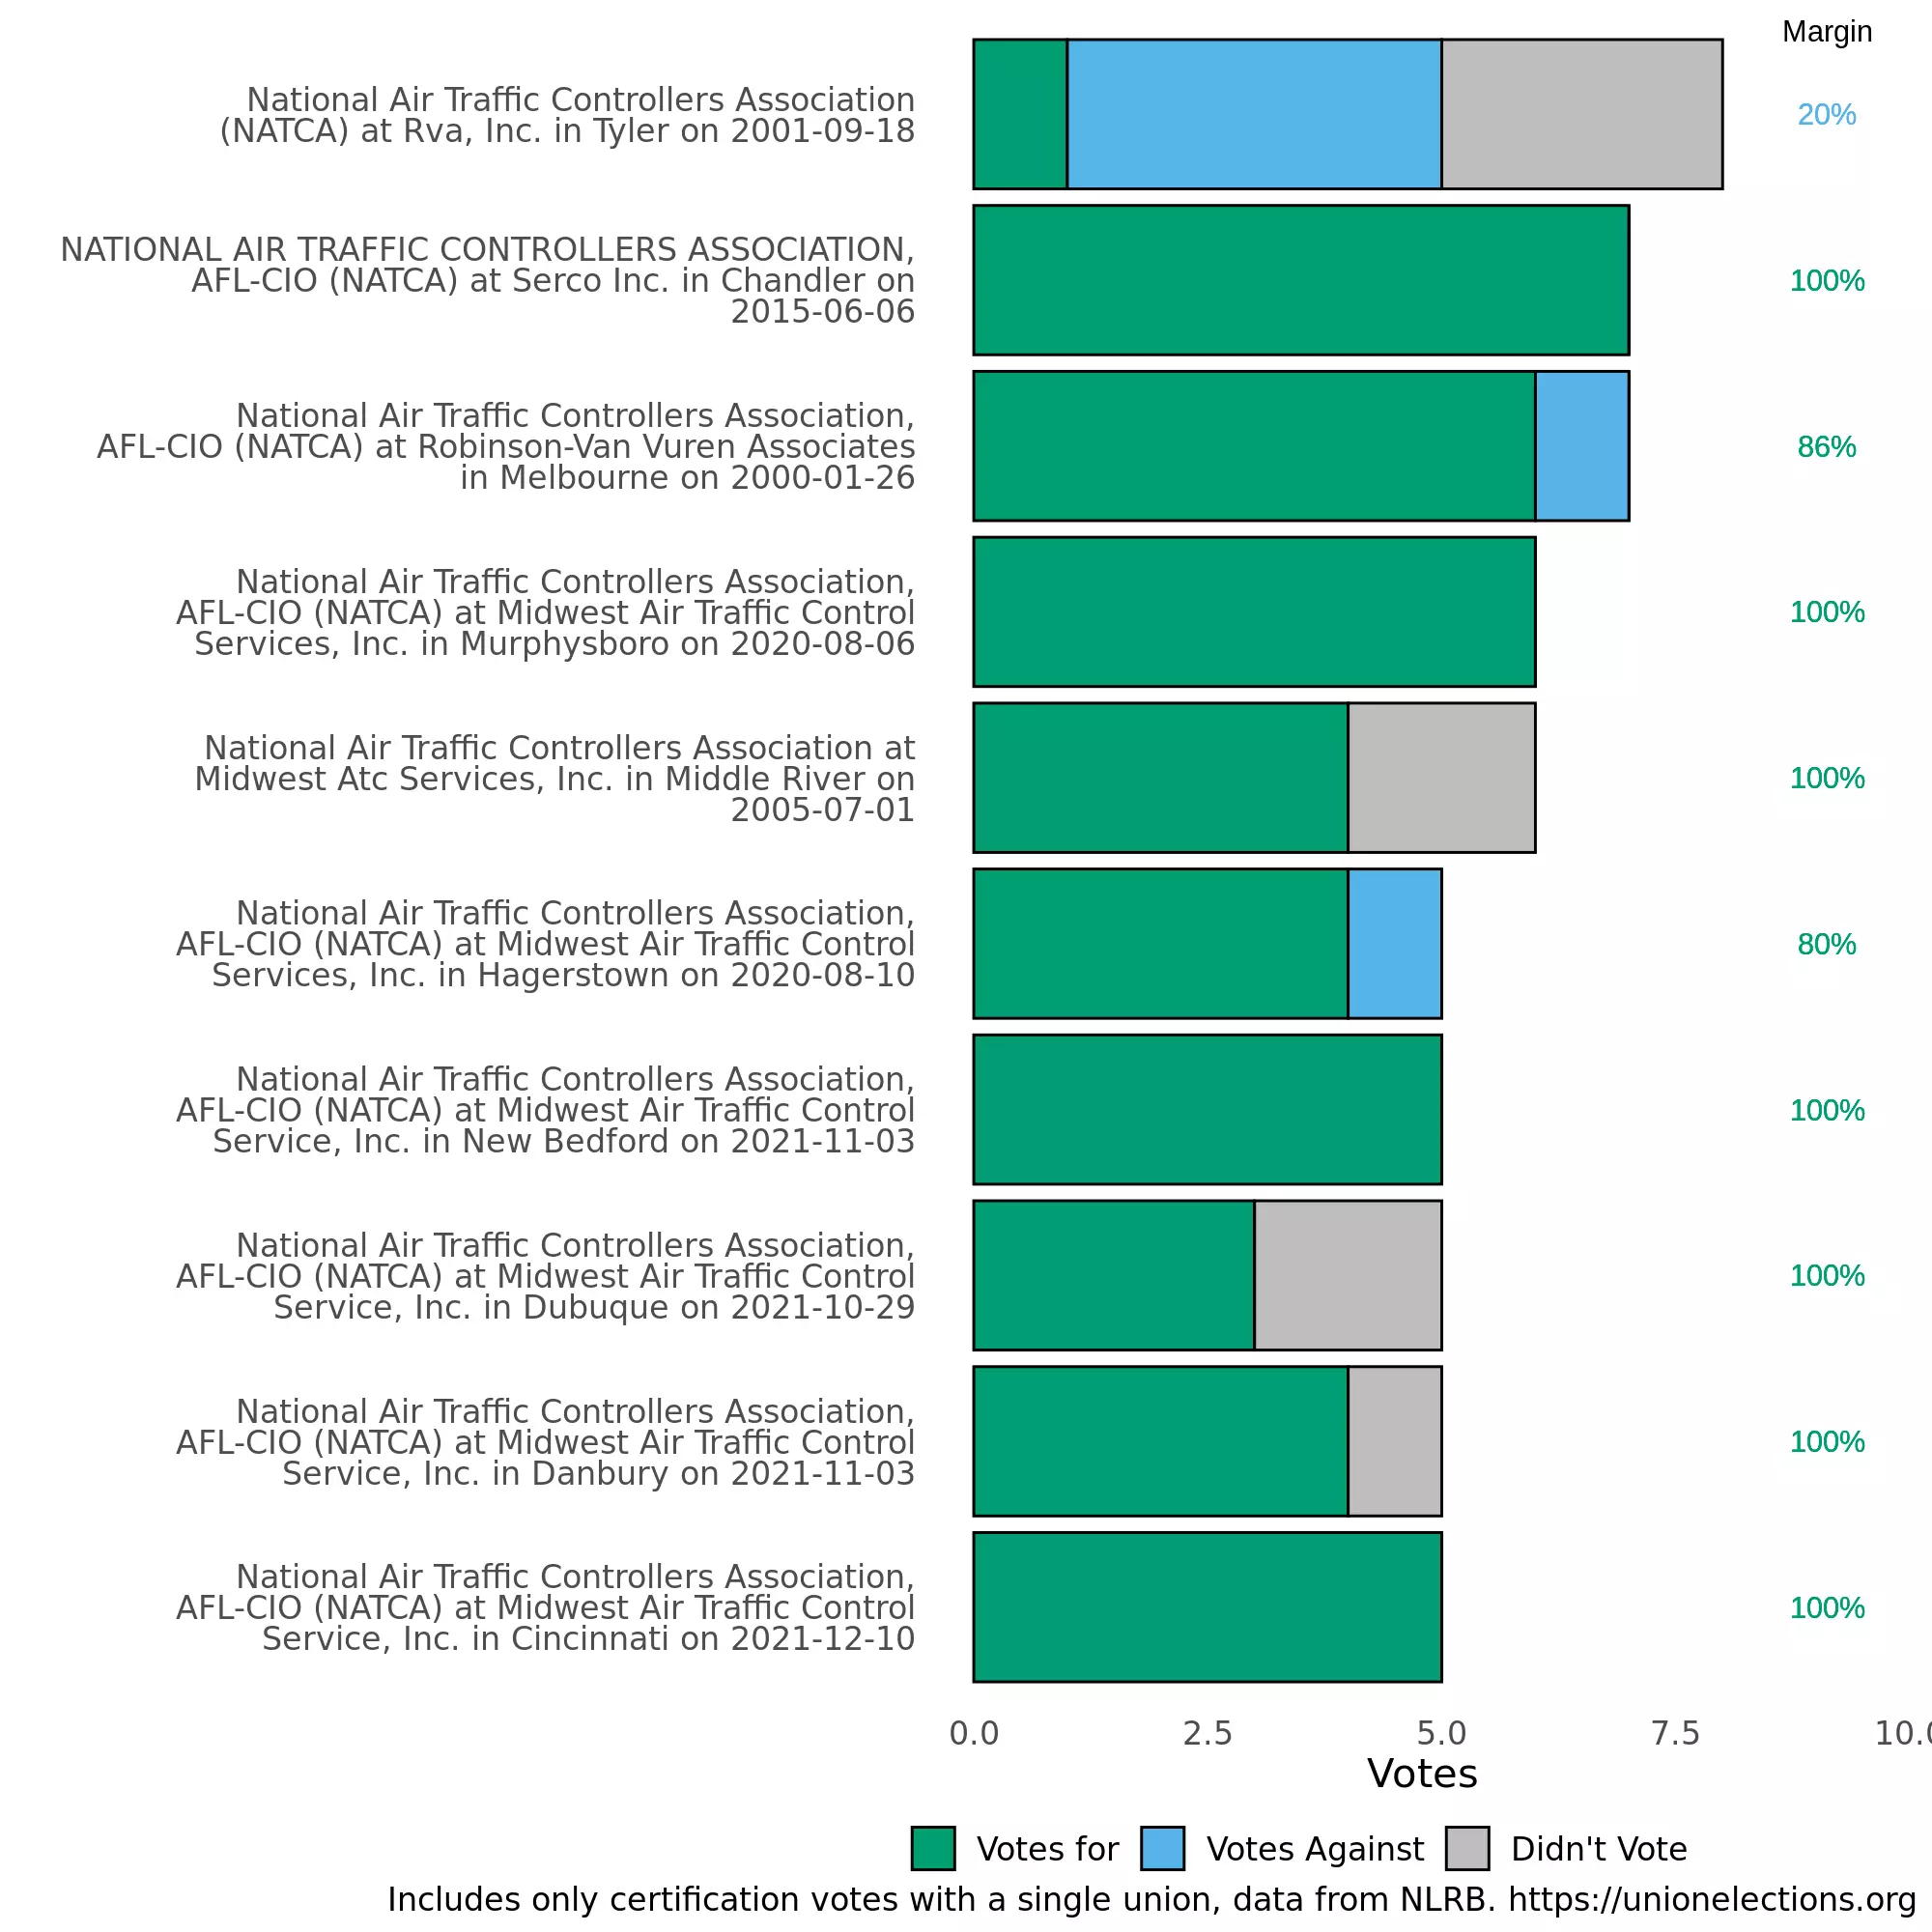 Margin
National Air Traffic Controllers Association
(NATCA) at Rva, Inc. in Tyler on 2001-09-18
20%
NATIONAL AIR TRAFFIC CONTROLLERS ASSOCIATION,
AFL-CIO (NATCA) at Serco Inc. in Chandler on
2015-06-06
100%
National Air Traffic Controllers Association,
AFL-CIO (NATCA) at Robinson-Van Vuren Associates
in Melbourne on 2000-01-26
86%
National Air Traffic Controllers Association,
AFL-CIO (NATCA) at Midwest Air Traffic Control
Services, Inc. in Murphysboro on 2020-08-06
100%
National Air Traffic Controllers Association at
Midwest Atc Services, Inc. in Middle River on
2005-07-01
100%
National Air Traffic Controllers Association,
AFL-CIO (NATCA) at Midwest Air Traffic Control
Services, Inc. in Hagerstown on 2020-08-10
80%
National Air Traffic Controllers Association,
AFL-CIO (NATCA) at Midwest Air Traffic Control
Service, Inc. in New Bedford on 2021-11-03
100%
National Air Traffic Controllers Association,
AFL-CIO (NATCA) at Midwest Air Traffic Control
Service, Inc. in Dubuque on 2021-10-29
100%
National Air Traffic Controllers Association,
AFL-CIO (NATCA) at Midwest Air Traffic Control
Service, Inc. in Danbury on 2021-11-03
100%
National Air Traffic Controllers Association,
AFL-CIO (NATCA) at Midwest Air Traffic Control
Service, Inc. in Cincinnati on 2021-12-10
100%
0.0 2.5 5.0 7.5 10.0
Votes
Votes for Votes Against Didn't Vote
Includes only certification votes with a single union, data from NLRB. https://unionelections.org